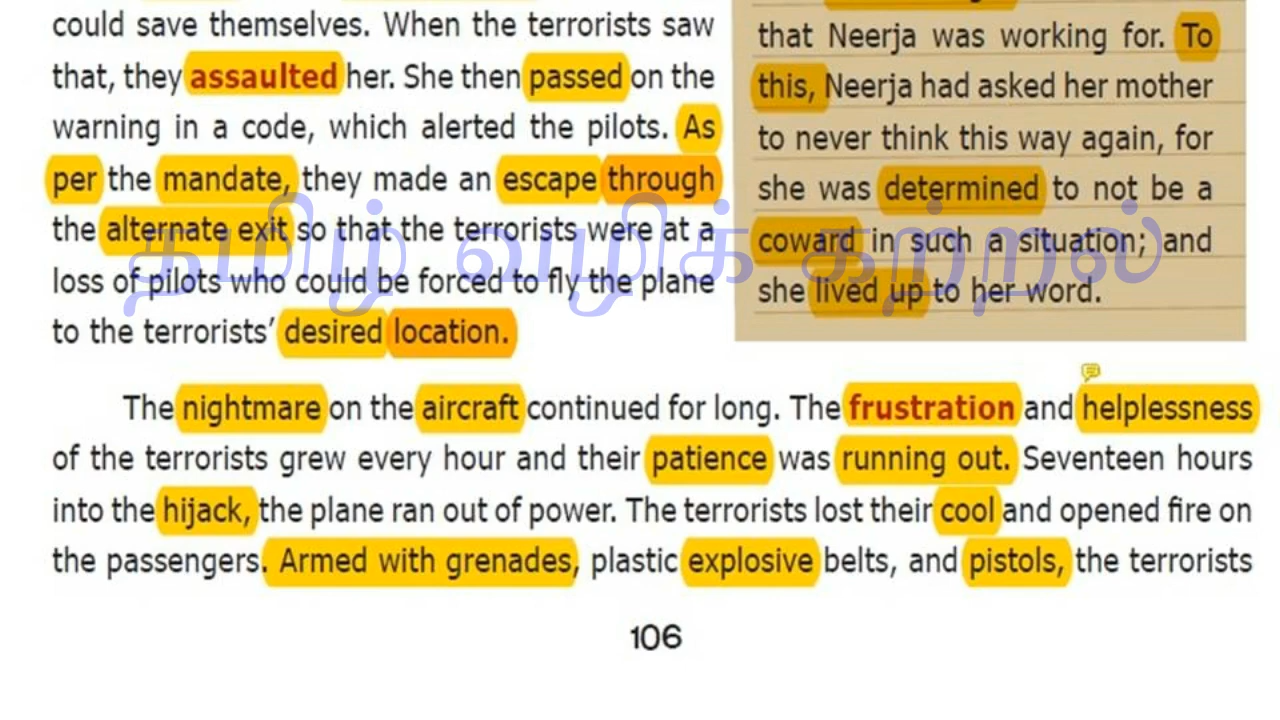 could save themselves. When the terrorists saw
that, they assaulted her. She then passed on the
warning in a code, which alerted the pilots. As
per the mandate, they made an escape through
the alternate exit so that the terrorists were at a
loss of pilots who could be forced to fly the plane
to the terrorists' desired location.
that Neerja was working for. To
this, Neerja had asked her mother
to never think this way again, for
she was determined to not be a
coward in such a situation; and
she lived up to her word.
தமிழ் வழிக் கற்றல்
The nightmare on the aircraft continued for long. The frustration and helplessness
of the terrorists grew every hour and their patience was running out. Seventeen hours
into the hijack, the plane ran out of power. The terrorists lost their cool and opened fire on
the passengers. Armed with grenades, plastic explosive belts, and pistols, the terrorists
106